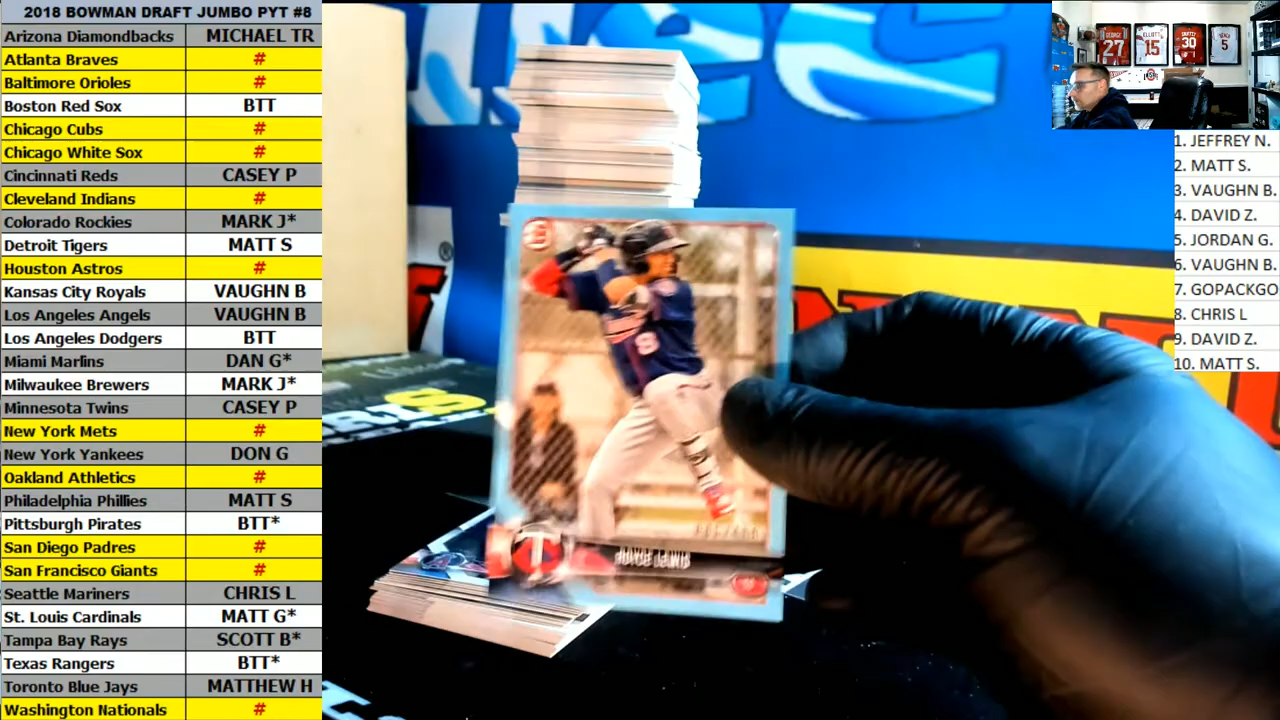 2018 BOWMAN DRAFT JUMBO PYT #8
Arizona Diamondbacks MICHAEL TR
Atlanta Braves #
Baltimore Orioles #
Boston Red Sox BTT
Chicago Cubs #
Chicago White Sox #
Cincinnati Reds CASEY P
Cleveland Indians #
Colorado Rockies MARK J*
Detroit Tigers MATT S
Houston Astros #
Kansas City Royals VAUGHN B
Los Angeles Angels VAUGHN B
Los Angeles Dodgers BTT
Miami Marlins DAN G*
Milwaukee Brewers MARK J*
Minnesota Twins CASEY P
New York Mets #
New York Yankees DON G
Oakland Athletics #
Philadelphia Phillies MATT S
Pittsburgh Pirates BTT*
San Diego Padres #
San Francisco Giants #
Seattle Mariners CHRIS L
St. Louis Cardinals MATT G*
Tampa Bay Rays SCOTT B*
Texas Rangers BTT*
Toronto Blue Jays MATTHEW H
Washington Nationals #
27
15
30
5
1. JEFFREY N.
2. MATT S.
3. VAUGHN B.
4. DAVID Z.
5. JORDAN G.
6. VAUGHN B.
7. GOPACKGO
8. CHRIS L
9. DAVID Z.
10. MATT S.
ROYCE LEWIS